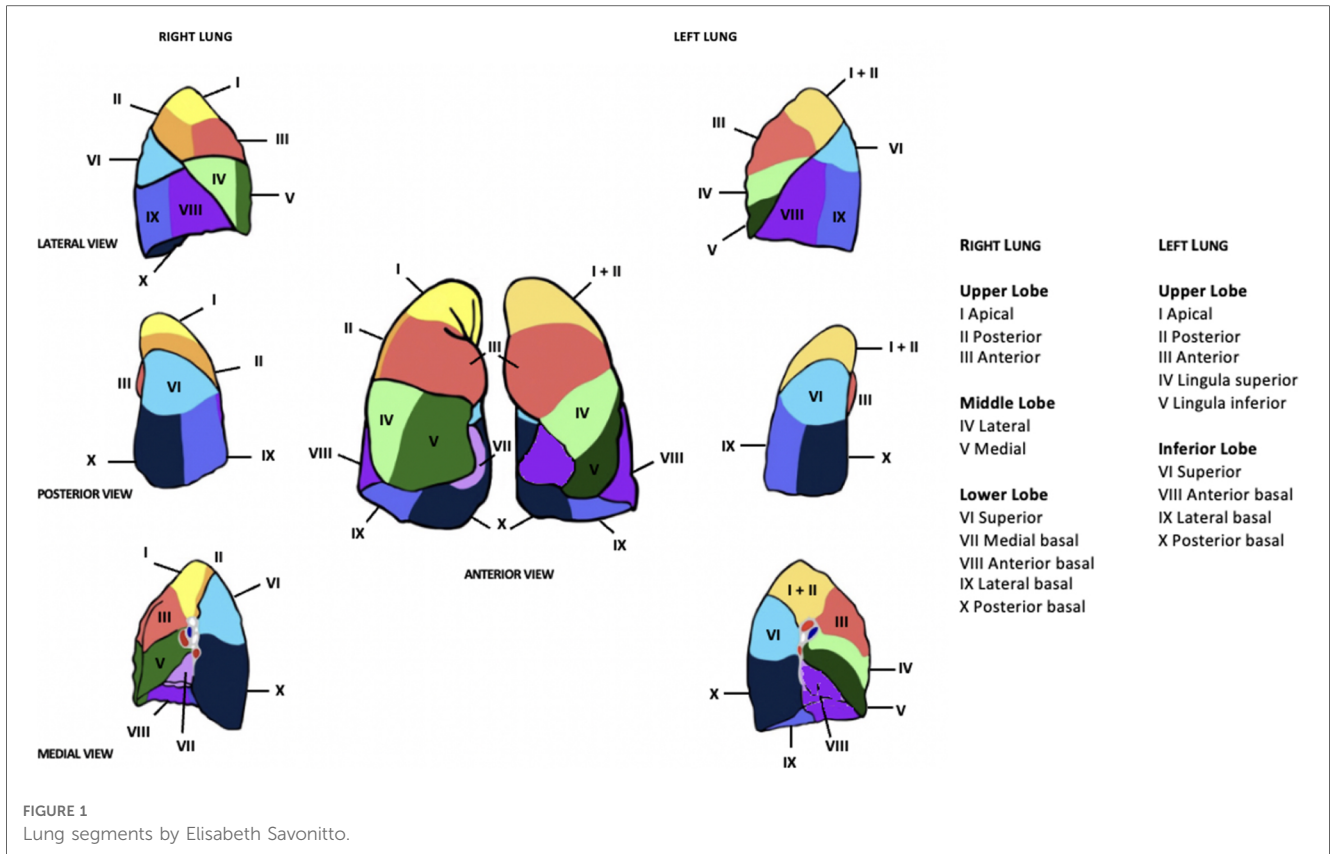 RIGHT LUNG
LEFT LUNG
I
II
III
VI
IV
V
IX
VIII
X
LATERAL VIEW
I + II
III
VI
IV
VIII
IX
V
I
II
III
VI
X
IX
POSTERIOR VIEW
I
II
III
IV
V
VII
VIII
IX
X
I + II
IV
V
VIII
IX
ANTERIOR VIEW
I + II
VI
III
IX
X
I
II
VI
III
V
X
VIII
VII
MEDIAL VIEW
I + II
VI
III
IV
X
V
VIII
IX
RIGHT LUNG
Upper Lobe
I Apical
II Posterior
III Anterior
Middle Lobe
IV Lateral
V Medial
Lower Lobe
VI Superior
VII Medial basal
VIII Anterior basal
IX Lateral basal
X Posterior basal
LEFT LUNG
Upper Lobe
I Apical
II Posterior
III Anterior
IV Lingula superior
V Lingula inferior
Inferior Lobe
VI Superior
VIII Anterior basal
IX Lateral basal
X Posterior basal
FIGURE 1
Lung segments by Elisabeth Savonitto.